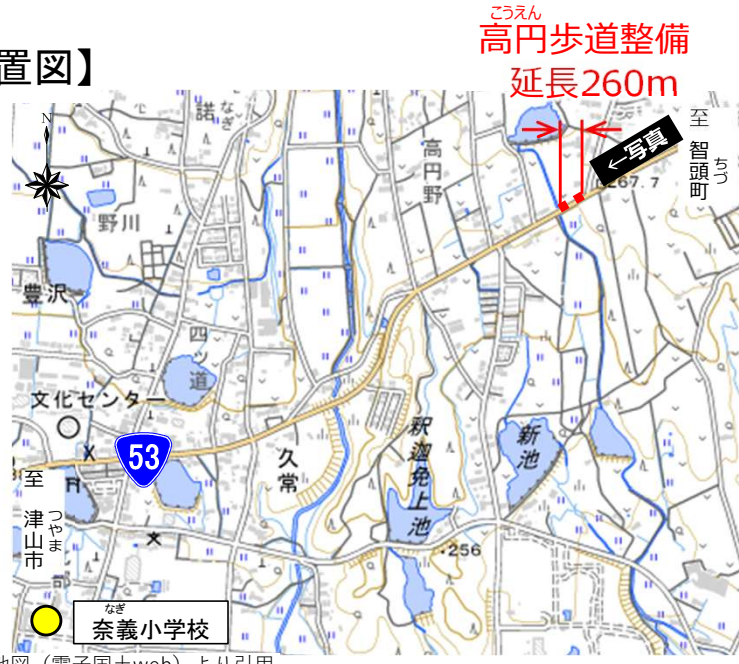 こうえん
高円歩道整備
延長260m
置図】
N
諾
なぎ
高円野
←写真
至 智頭町
ちづ
267.7
野川
豊沢
四ツ道
文化センター
53
久常
釈迦免上池
新池
至 津山市
つやま
・256
なぎ
奈義小学校
地図（電子国土web）より引用